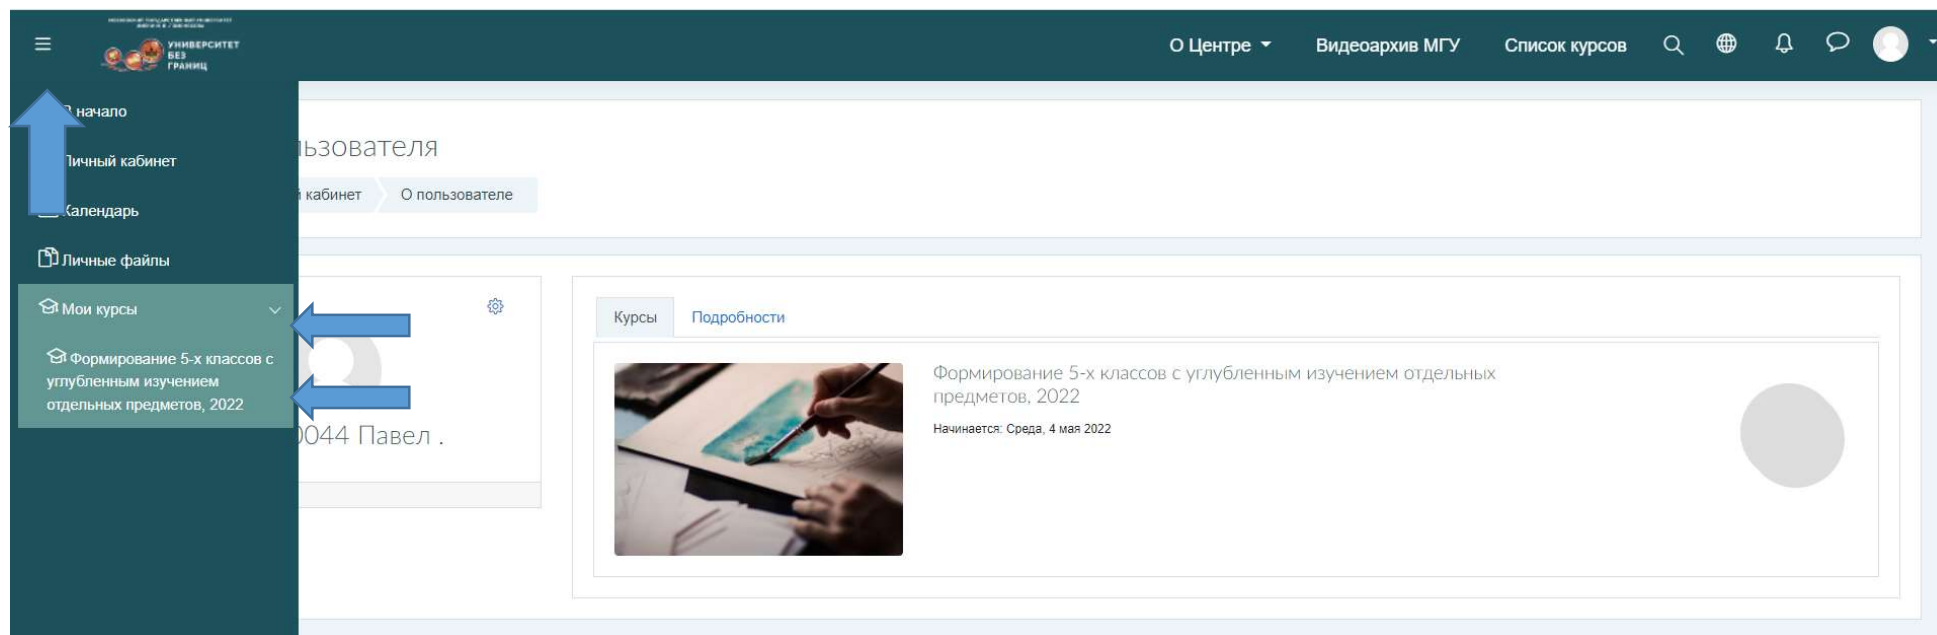 УНИВЕРСИТЕТ
БЕЗ
ГРАНИЦ
О Центре
Видеоархив МГУ
Список курсов
начало
Личный кабинет
Календарь
Личные файлы
Мои курсы
Формирование 5-х классов с
углубленным изучением
отдельных предметов, 2022
ьзователя
кабинет
О пользователе
0044 Павел .
Курсы
Подробности
Формирование 5-х классов с углубленным изучением отдельных
предметов, 2022
Начинается: Среда, 4 мая 2022